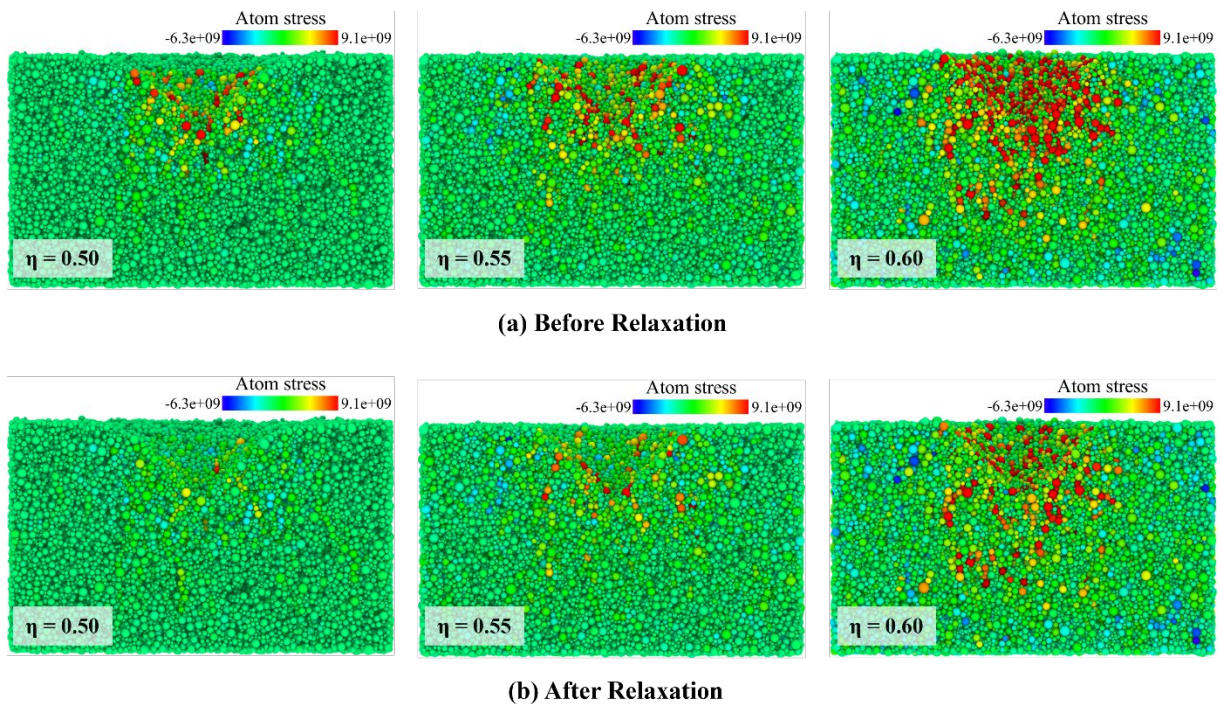 Atom stress
-6.3e+09 9.1e+09
η = 0.50
Atom stress
-6.3e+09 9.1e+09
η = 0.55
Atom stress
-6.3e+09 9.1e+09
η = 0.60
(a) Before Relaxation
Atom stress
-6.3e+09 9.1e+09
η = 0.50
Atom stress
-6.3e+09 9.1e+09
η = 0.55
Atom stress
-6.3e+09 9.1e+09
η = 0.60
(b) After Relaxation